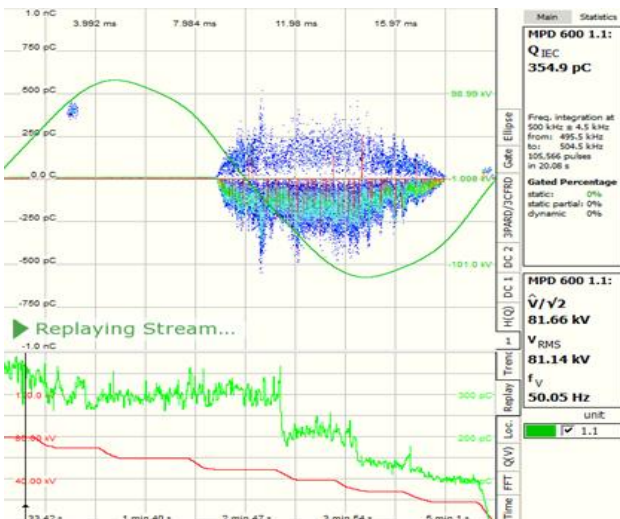 1.0 nC
3.992 ms
7.984 ms
11.98 ms
15.97 ms
750 pC
500 pC
98.99 kV
250 pC
0.0 C
-1.008 kV
-250 pC
-500 pC
-101.0 kV
-750 pC
Replaying Stream...
-1.0 nC
120.0
300 pC
80.00 kV
200 pC
40.00 kV
33.42 s
1 min 40 s
2 min 47 s
3 min 54 s
5 min 1 s
Ellipse
Gate
3PARD/3CFRD
DC 2
DC 1
H(Q)
Trend
Replay
Loc.
Q(V)
FFT
Time
Main
Statistics
MPD 600 1.1:
Q IEC
354.9 pC
Freq. integration at
500 kHz ± 4.5 kHz
from: 495.5 kHz
to: 504.5 kHz
105,566 pulses
in 20.08 s
Gated Percentage
static: 0%
static partial: 0%
dynamic 0%
MPD 600 1.1:
V̂/√2
81.66 kV
V RMS
81.14 kV
f V
50.05 Hz
unit
1.1